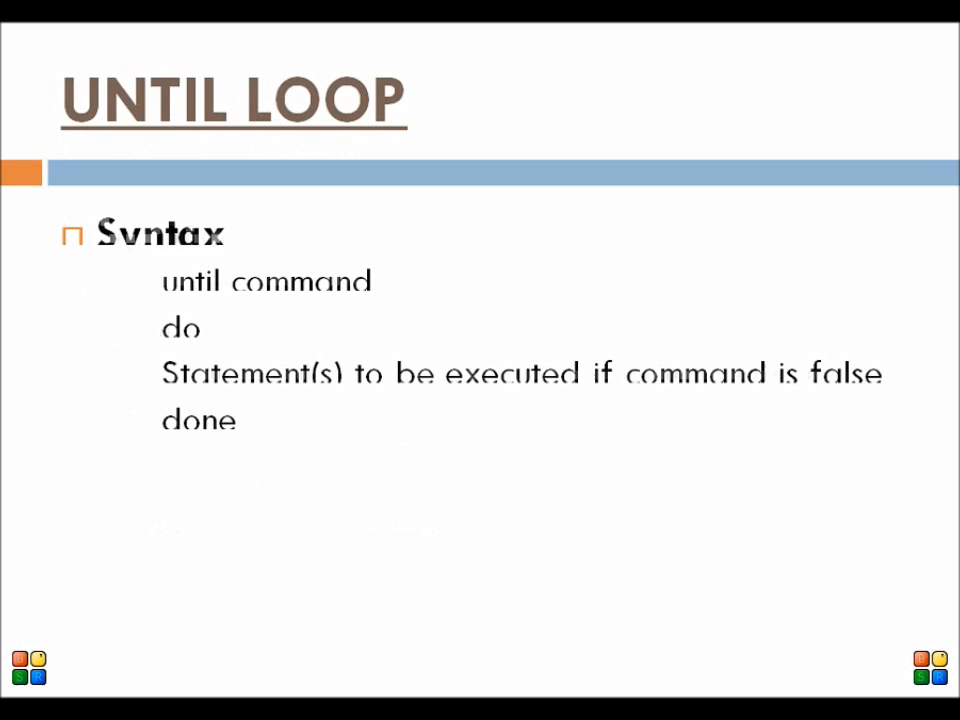 UNTIL LOOP
Syntax
until command
do
Statement(s) to be executed if command is false
done